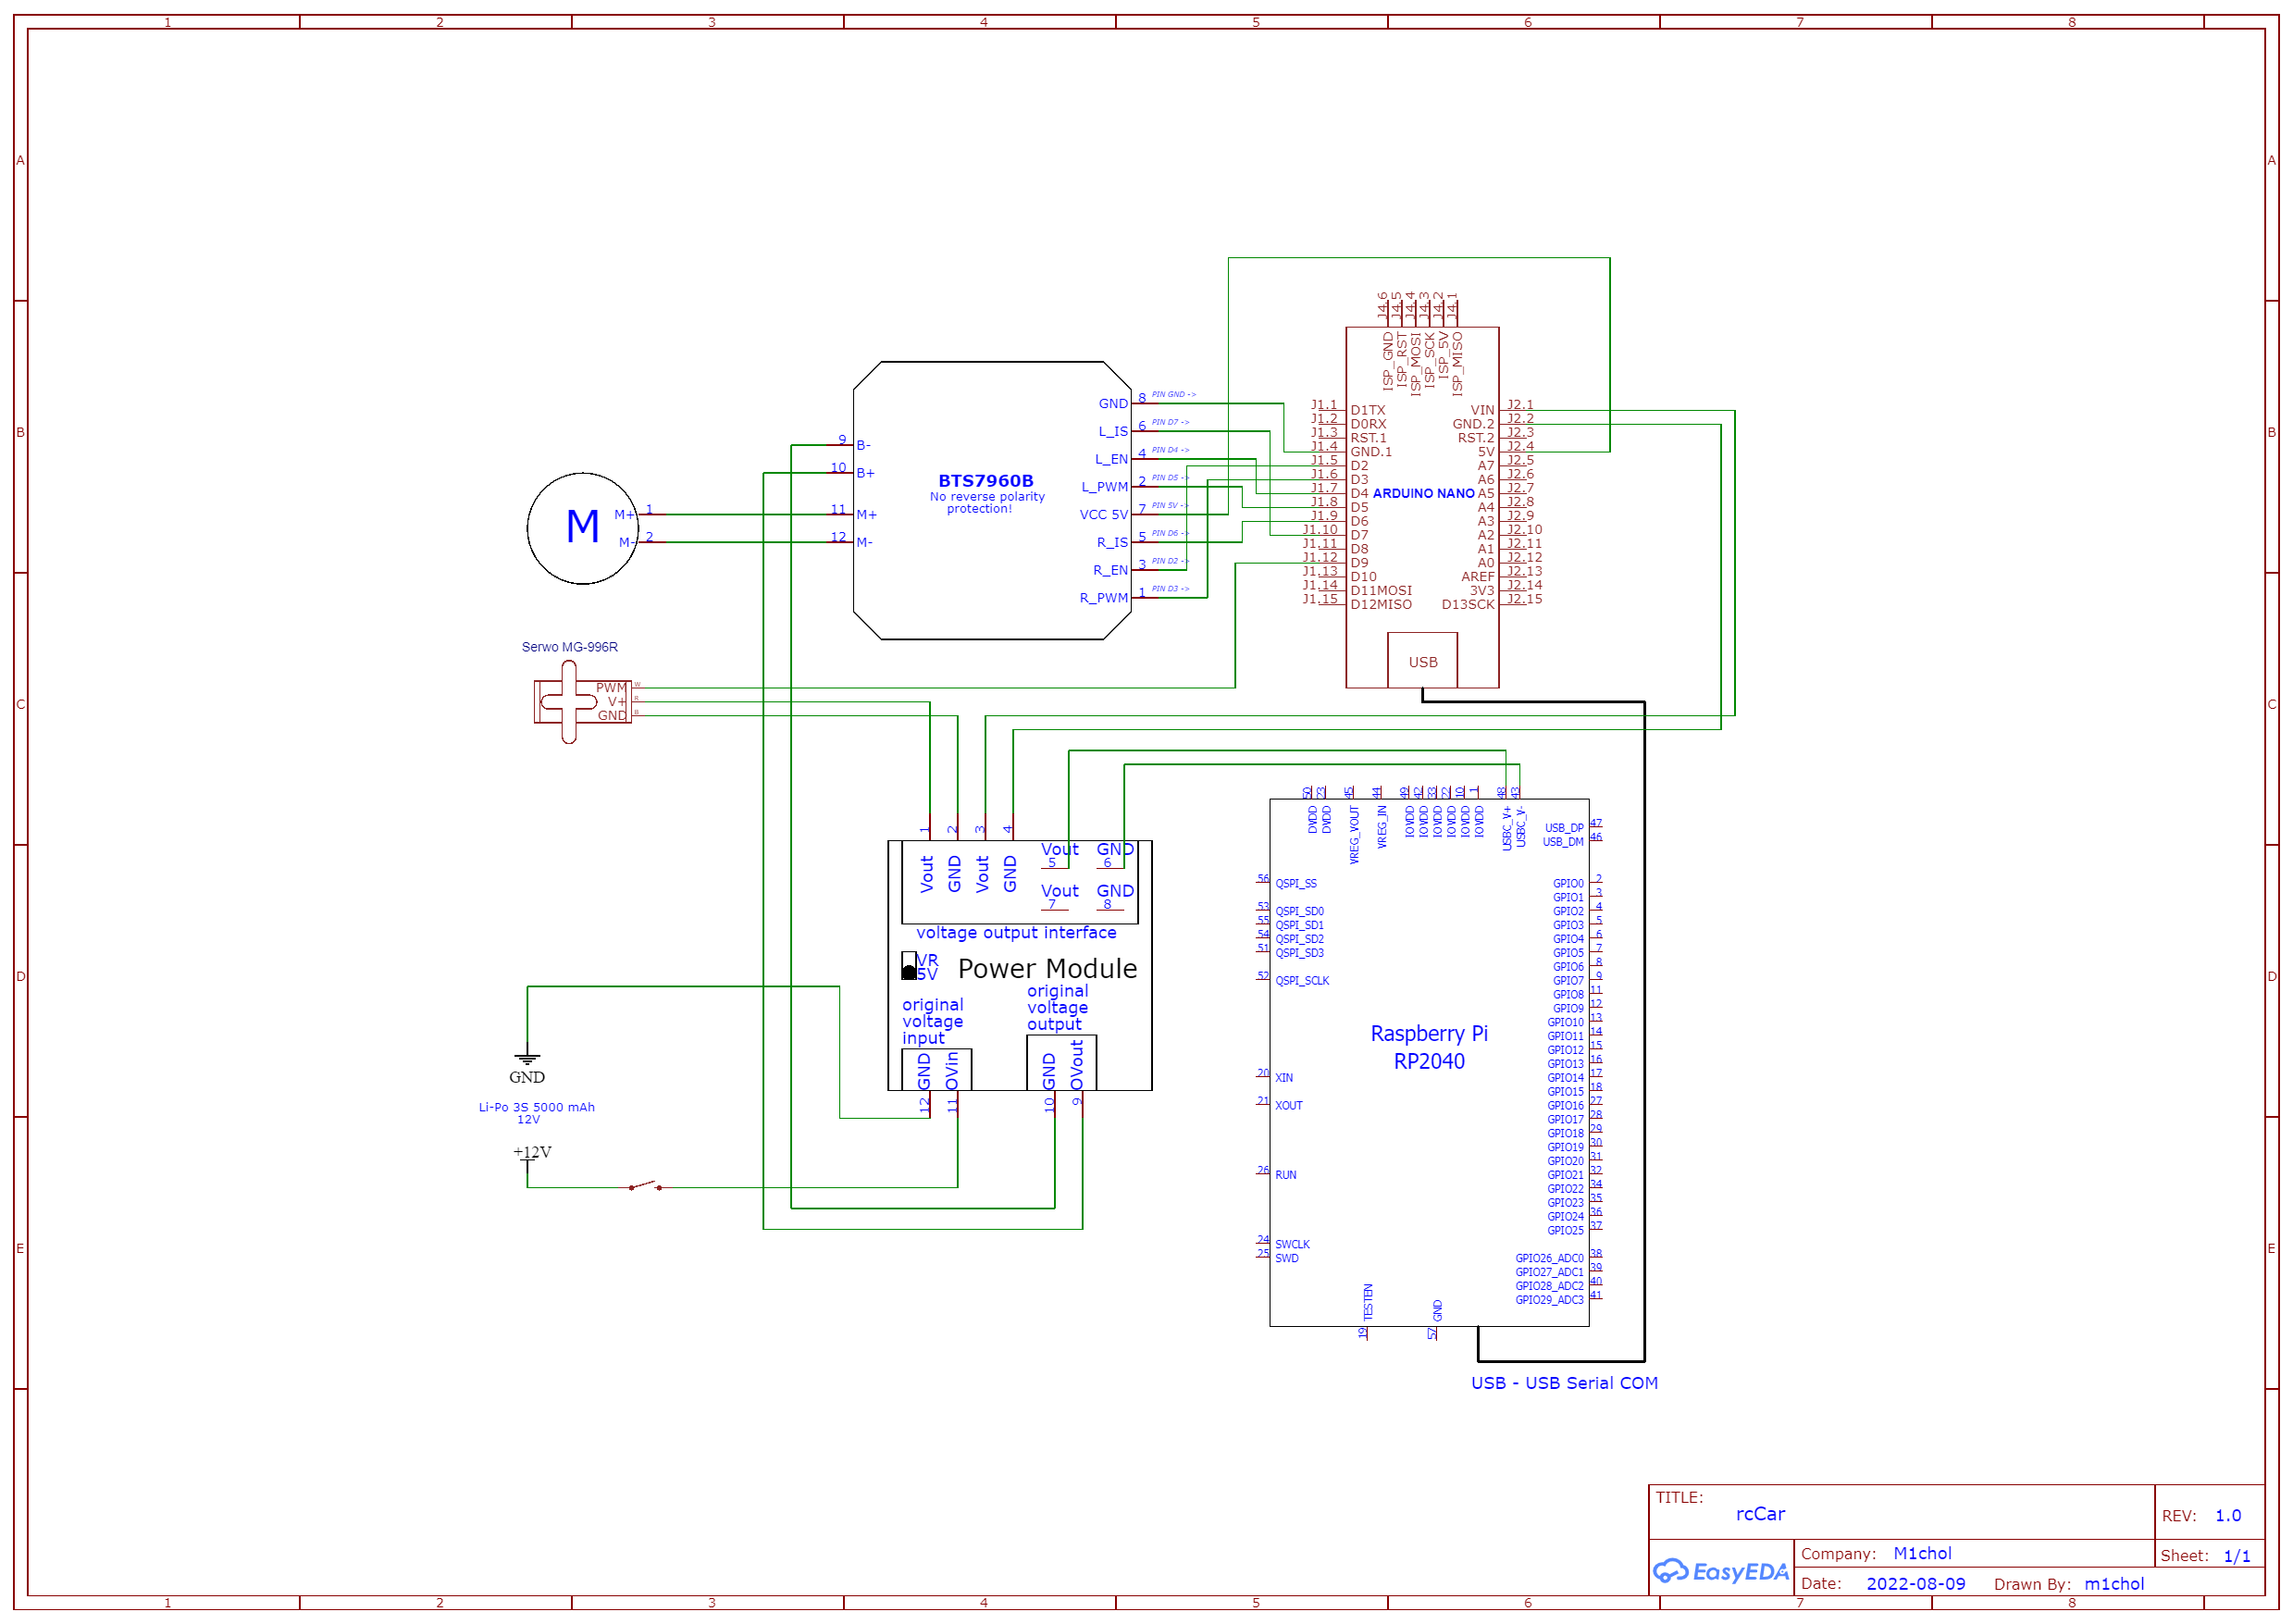 1 2 3 4 5 6 7 8
A A
B B
C C
D D
E E
J4.6 J4.5 J4.4 J4.3 J4.2 J4.1
ISP_GND ISP_RST ISP_MOSI ISP_SCK ISP_5V ISP_MISO
ARDUINO NANO
J1.1 D1TX
J1.2 D0RX
J1.3 RST.1
J1.4 GND.1
J1.5 D2
J1.6 D3
J1.7 D4
J1.8 D5
J1.9 D6
J1.10 D7
J1.11 D8
J1.12 D9
J1.13 D10
J1.14 D11MOSI
J1.15 D12MISO
VIN J2.1
GND.2 J2.2
RST.2 J2.3
5V J2.4
A7 J2.5
A6 J2.6
A5 J2.7
A4 J2.8
A3 J2.9
A2 J2.10
A1 J2.11
A0 J2.12
AREF J2.13
3V3 J2.14
D13SCK J2.15
USB
BTS7960B
No reverse polarity
protection!
9 B-
10 B+
11 M+
12 M-
GND 8 PIN GND ->
L_IS 6 PIN D7 ->
L_EN 4 PIN D4 ->
L_PWM 2 PIN D5 ->
VCC 5V 7 PIN 5V ->
R_IS 5 PIN D6 ->
R_EN 3 PIN D2 ->
R_PWM 1 PIN D3 ->
M
M+ 1
M- 2
Serwo MG-996R
PWM W
V+ R
GND B
1 2 3 4
Vout GND Vout GND
Vout GND
5 6
Vout GND
7 8
voltage output interface
VR
5V
Power Module
original
voltage
input
original
voltage
output
GND OVin
GND OVout
12 11 10 9
GND
Li-Po 3S 5000 mAh
12V
+12V
50 23 45 44 49 42 33 22 10 1 48 43
DVDD DVDD VREG_VOUT VREG_IN IOVDD IOVDD IOVDD IOVDD IOVDD IOVDD USBC_V+ USBC_V-
USB_DP 47
USB_DM 46
56 QSPI_SS
53 QSPI_SD0
55 QSPI_SD1
54 QSPI_SD2
51 QSPI_SD3
52 QSPI_SCLK
20 XIN
21 XOUT
26 RUN
24 SWCLK
25 SWD
Raspberry Pi
RP2040
GPIO0 2
GPIO1 3
GPIO2 4
GPIO3 5
GPIO4 6
GPIO5 7
GPIO6 8
GPIO7 9
GPIO8 11
GPIO9 12
GPIO10 13
GPIO11 14
GPIO12 15
GPIO13 16
GPIO14 17
GPIO15 18
GPIO16 27
GPIO17 28
GPIO18 29
GPIO19 30
GPIO20 31
GPIO21 32
GPIO22 34
GPIO23 35
GPIO24 36
GPIO25 37
GPIO26_ADC0 38
GPIO27_ADC1 39
GPIO28_ADC2 40
GPIO29_ADC3 41
TESTEN GND
19 57
USB - USB Serial COM
TITLE:
rcCar
REV: 1.0
EasyEDA
Company: M1chol
Sheet: 1/1
Date: 2022-08-09 Drawn By: m1chol
1 2 3 4 5 6 7 8